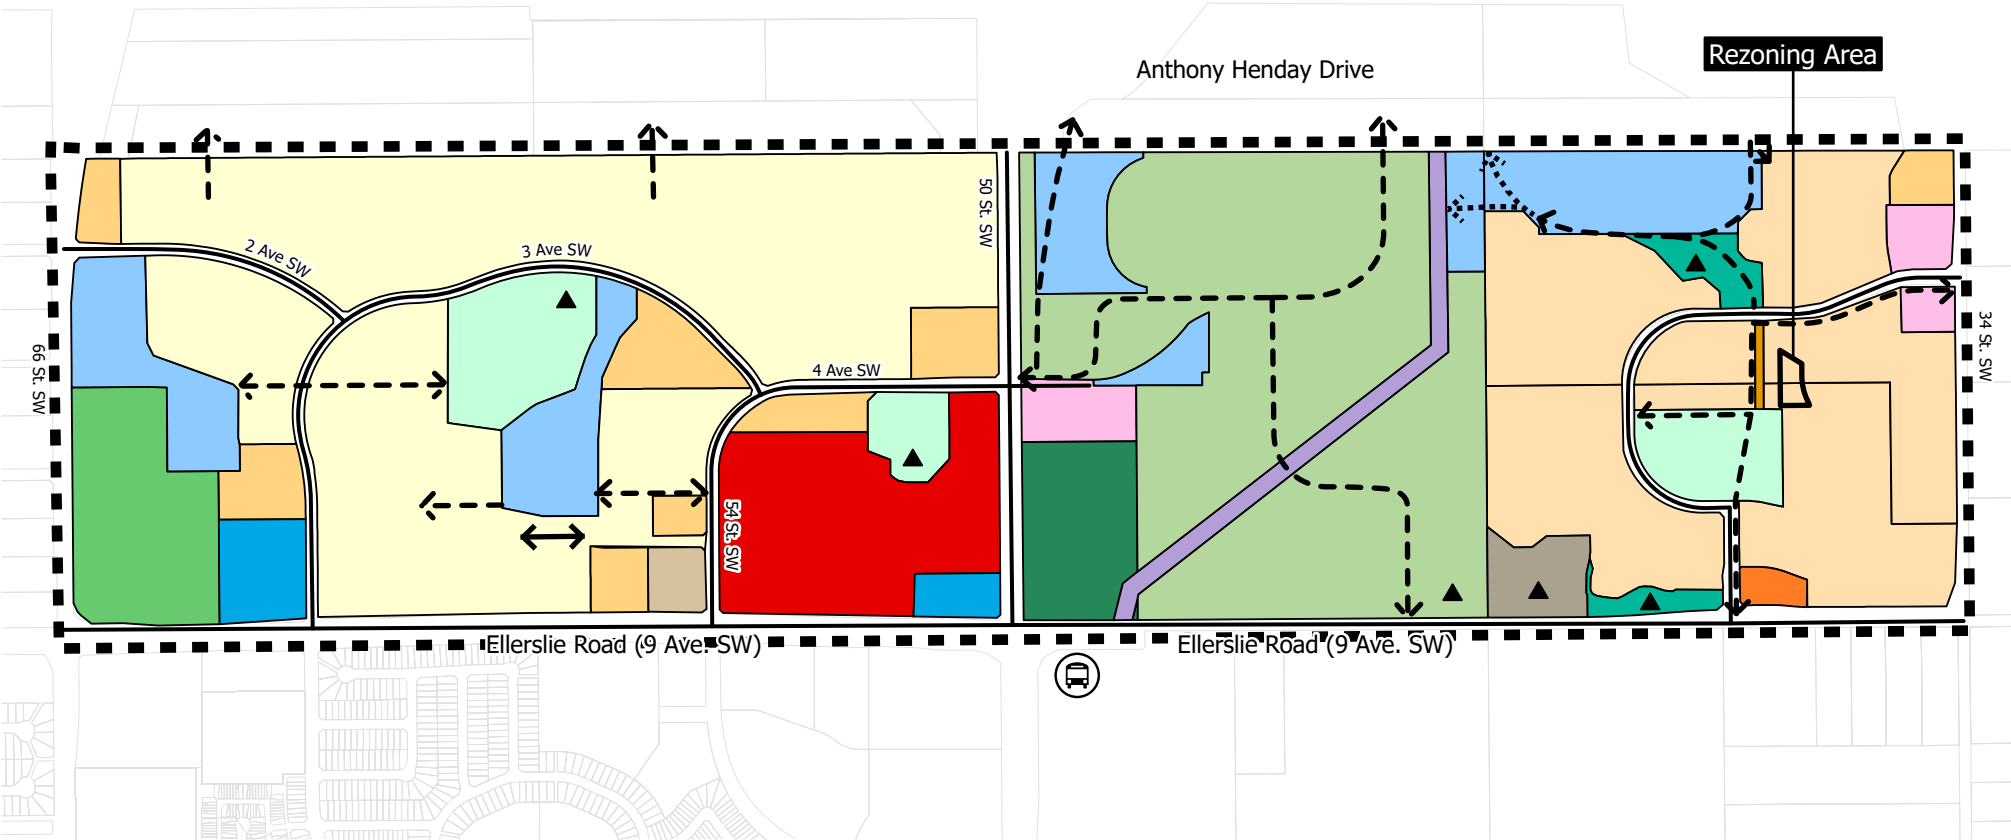 Anthony Henday Drive
Rezoning Area
50 St. SW
2 Ave SW
3 Ave SW
66 St. SW
34 St. SW
4 Ave SW
54 St. SW
Ellerslie Road (9 Ave. SW)
Ellerslie Road (9 Ave. SW)